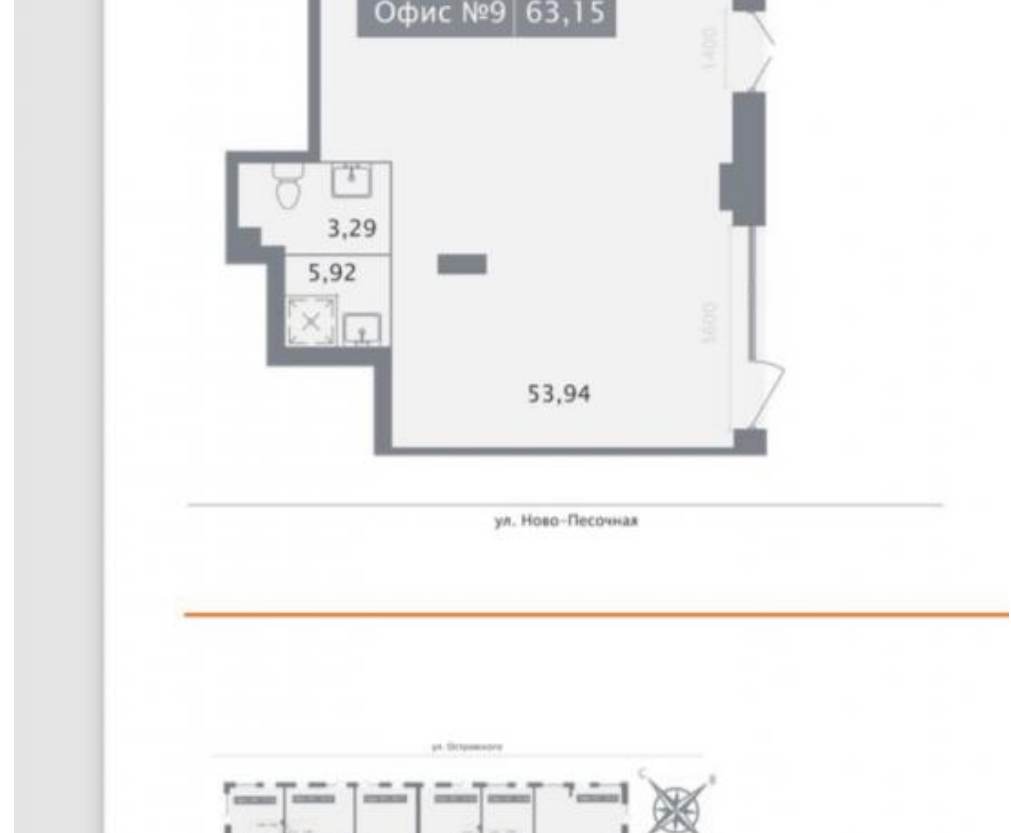 Офис №9 63,15
1400
3,29
5,92
5600
53,94
ул. Ново-Песочная
ул. Островского
С В